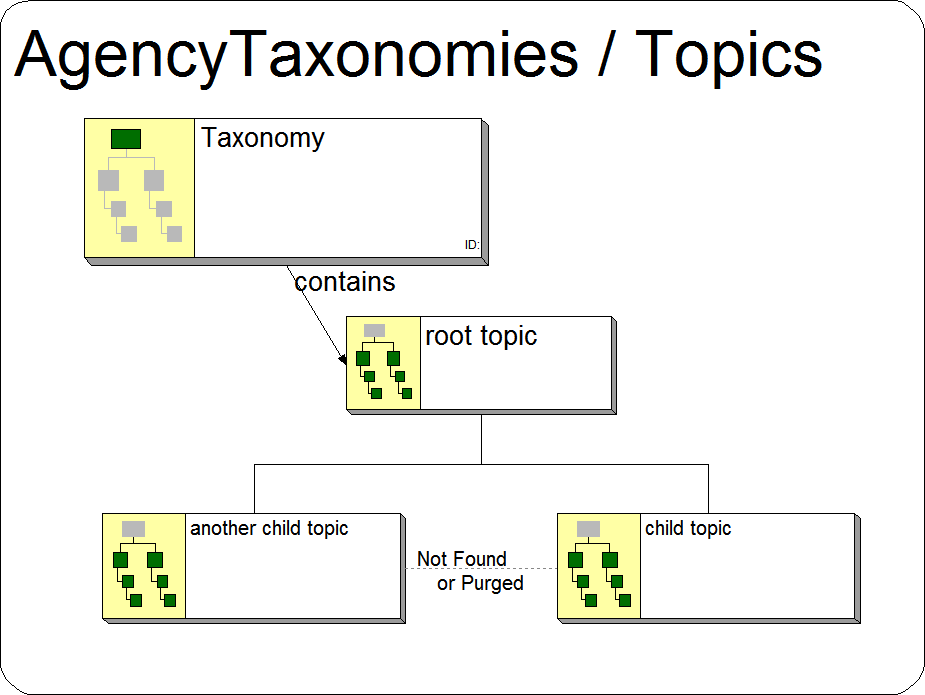 AgencyTaxonomies / Topics
Taxonomy
ID:
contains
root topic
another child topic
child topic
Not Found
or Purged